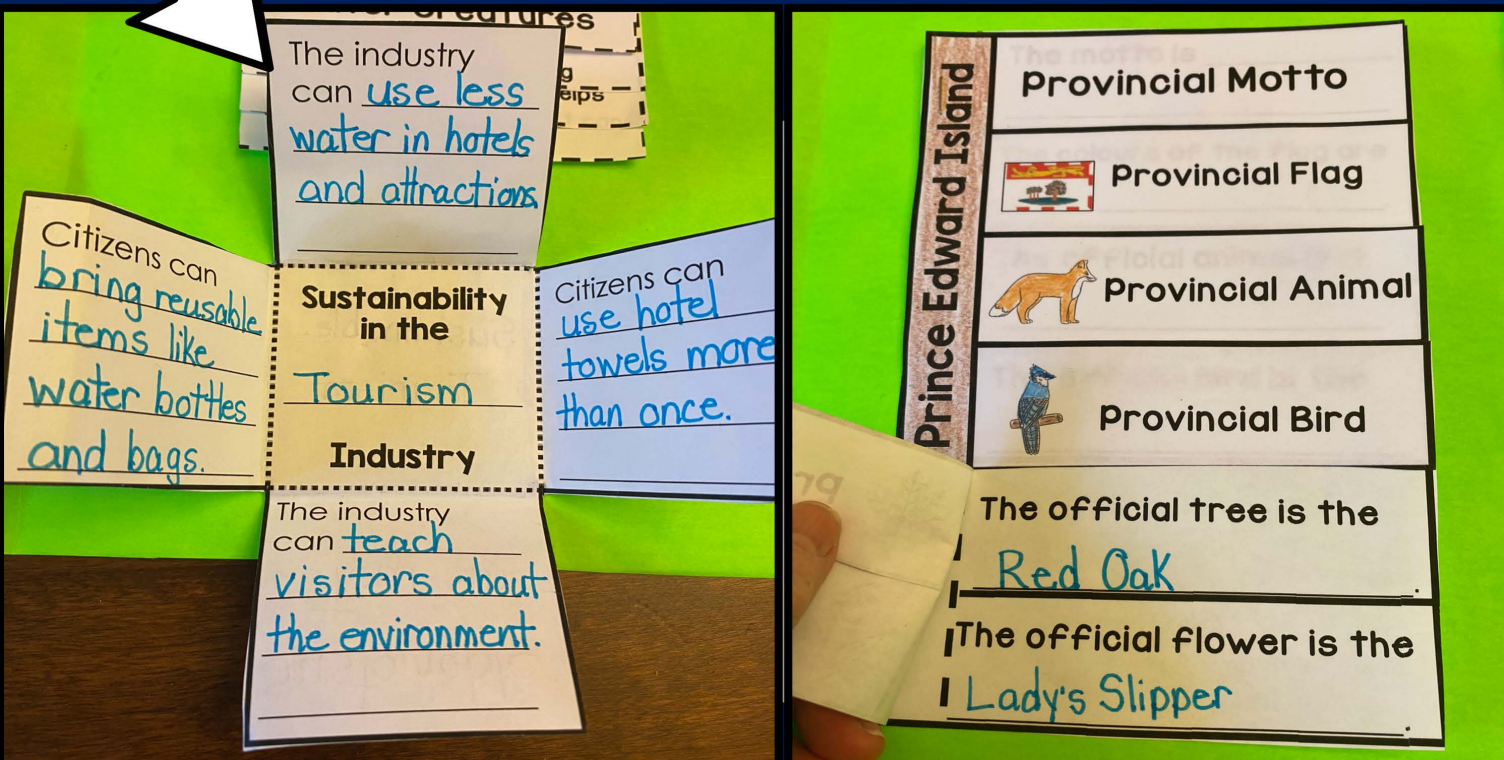 Creatures
g
elps
The industry
can use less
water in hotels
and attractions
Citizens can
bring reusable
items like
water bottles
and bags.
Sustainability
in the
Tourism
Industry
Citizens can
use hotel
towels more
than once.
The industry
can teach
visitors about
the environment.
Prince Edward Island
Provincial Motto
Provincial Flag
Provincial Animal
Provincial Bird
The official tree is the
Red Oak.
The official flower is the
Lady's Slipper.